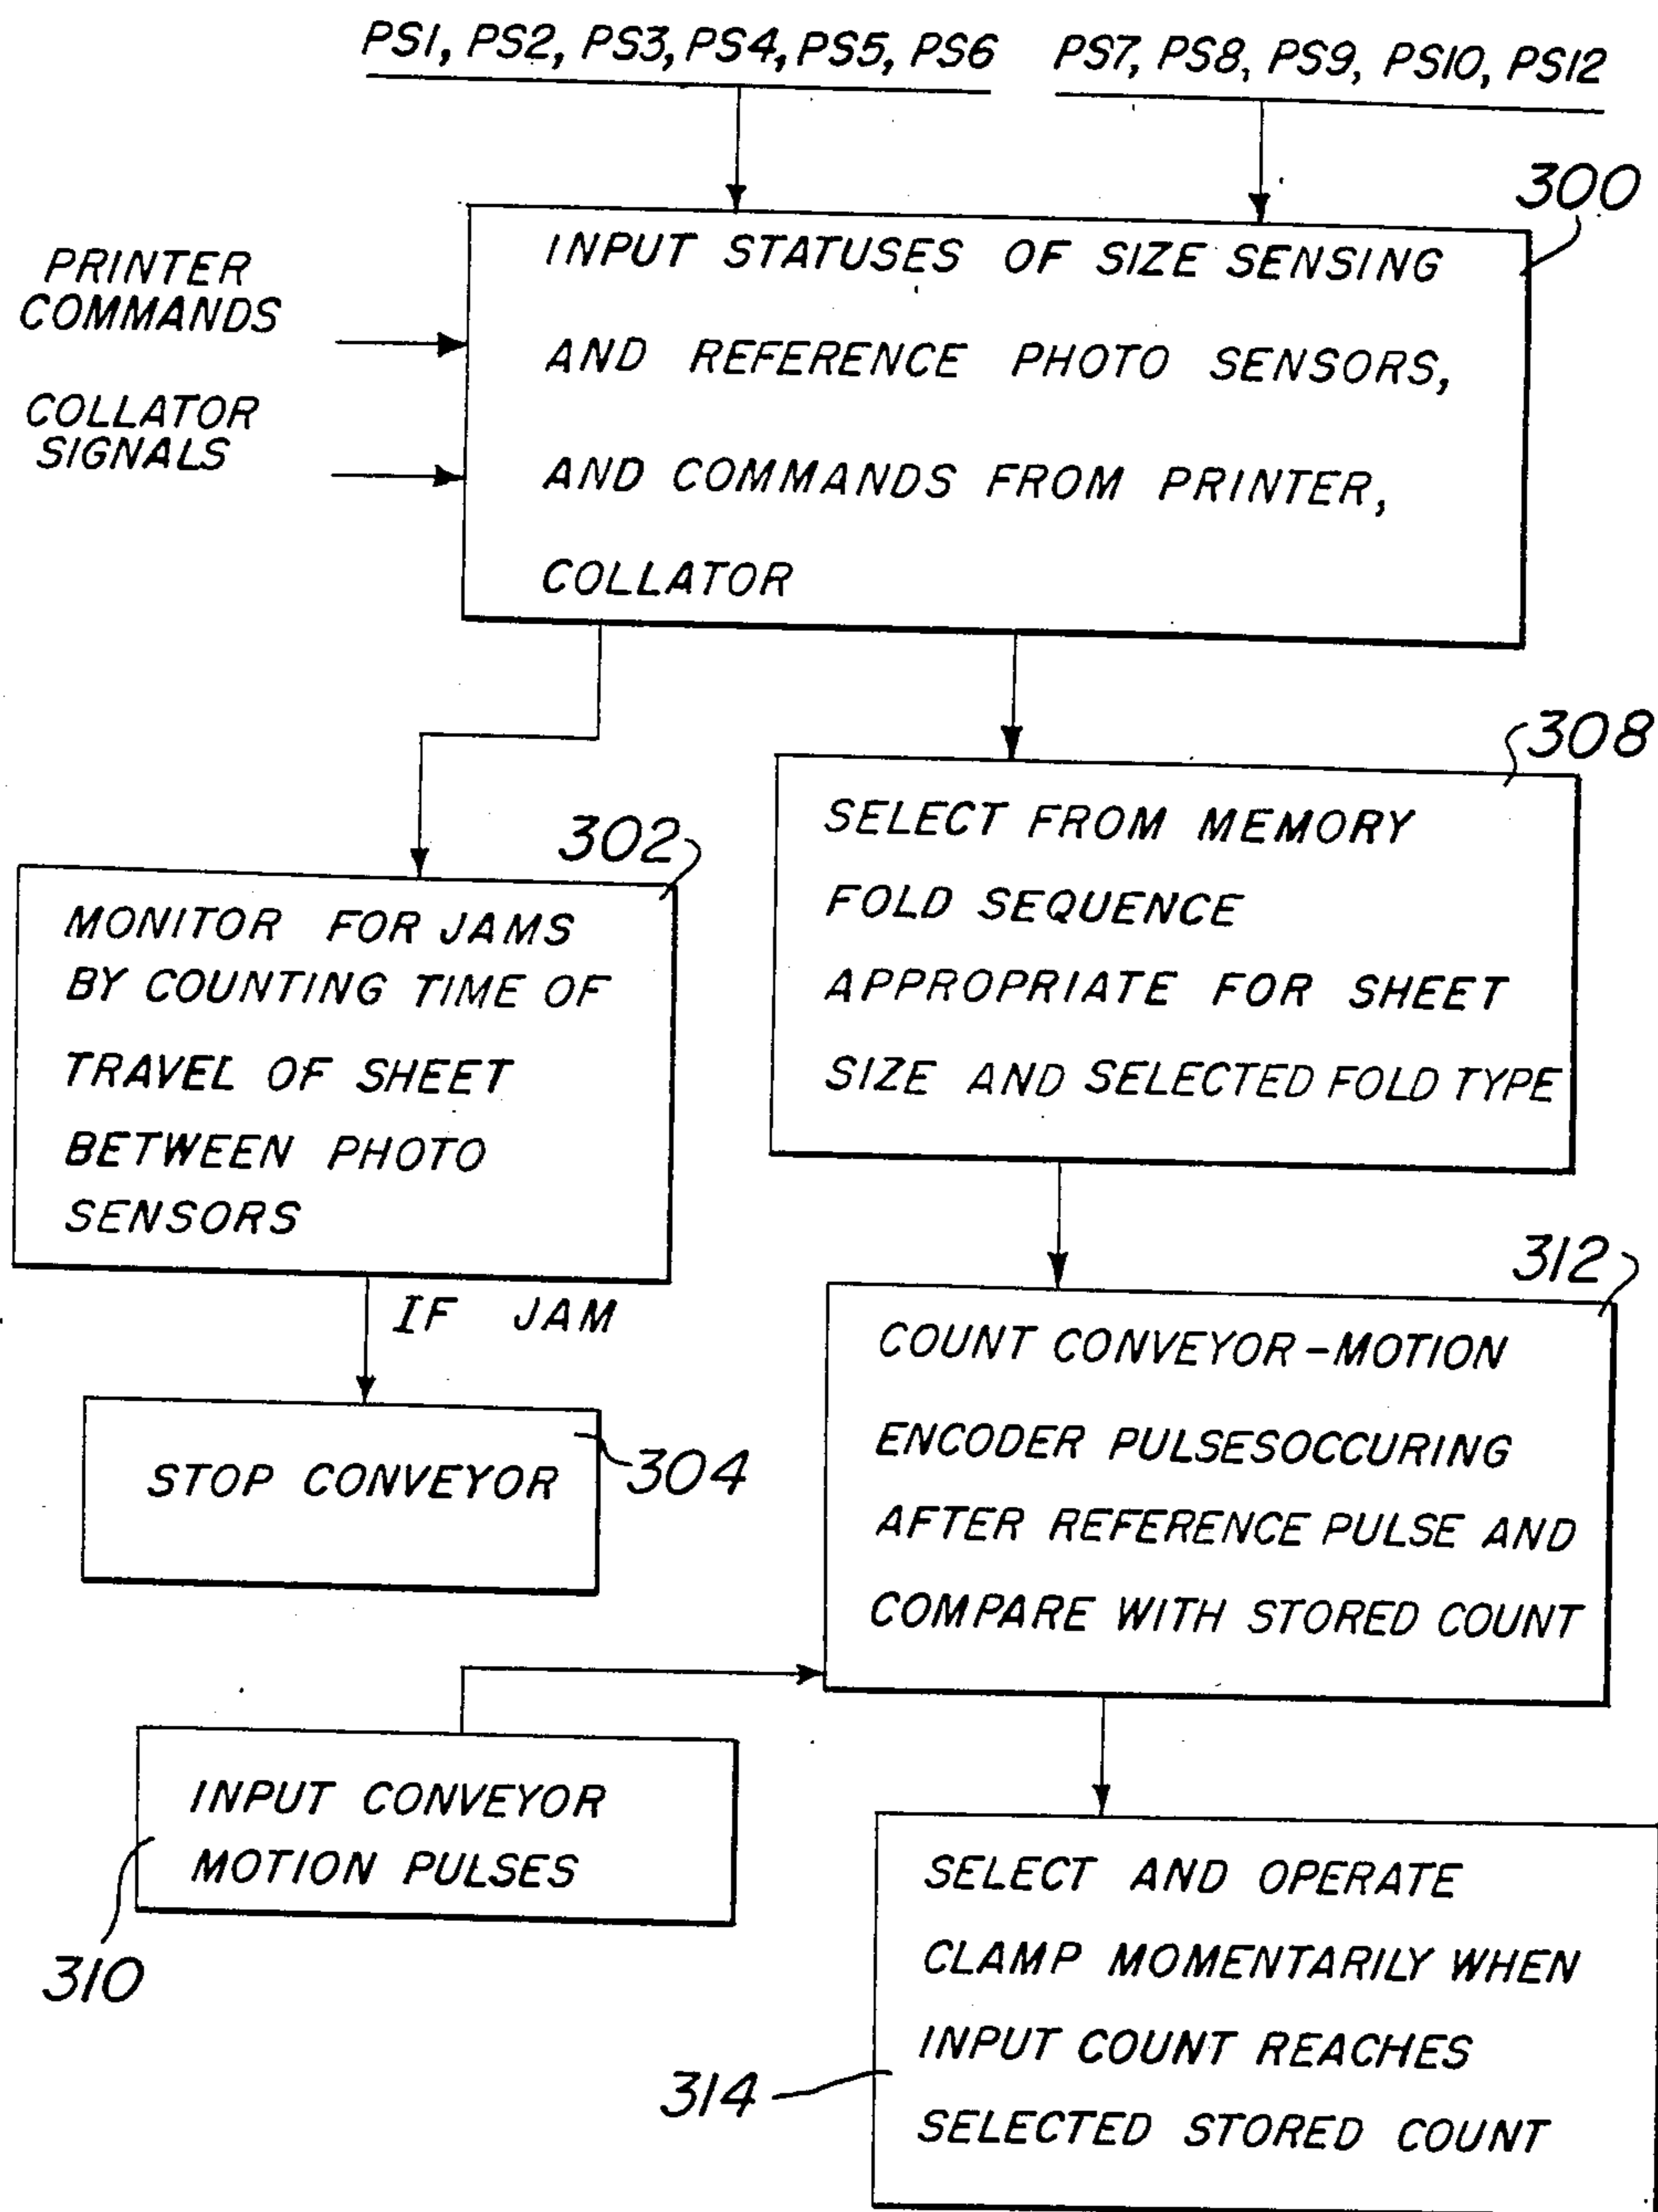 PS1, PS2, PS3, PS4, PS5, PS6
PS7, PS8, PS9, PS10, PS12
300
PRINTER
COMMANDS
COLLATOR
SIGNALS
INPUT STATUSES OF SIZE SENSING
AND REFERENCE PHOTO SENSORS,
AND COMMANDS FROM PRINTER,
COLLATOR
308
SELECT FROM MEMORY
FOLD SEQUENCE
APPROPRIATE FOR SHEET
SIZE AND SELECTED FOLD TYPE
302
MONITOR FOR JAMS
BY COUNTING TIME OF
TRAVEL OF SHEET
BETWEEN PHOTO
SENSORS
IF JAM
STOP CONVEYOR
304
312
COUNT CONVEYOR-MOTION
ENCODER PULSESOCCURING
AFTER REFERENCE PULSE AND
COMPARE WITH STORED COUNT
INPUT CONVEYOR
MOTION PULSES
310
SELECT AND OPERATE
CLAMP MOMENTARILY WHEN
INPUT COUNT REACHES
SELECTED STORED COUNT
314